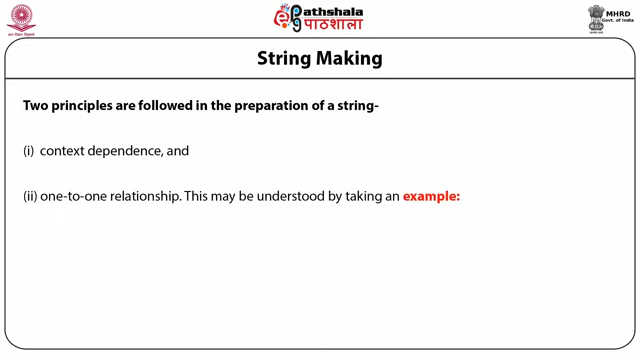 ePathshala
पाठशाला
MHRD
Govt. of India
String Making
Two principles are followed in the preparation of a string-
(i) context dependence, and
(ii) one-to-one relationship. This may be understood by taking an example: